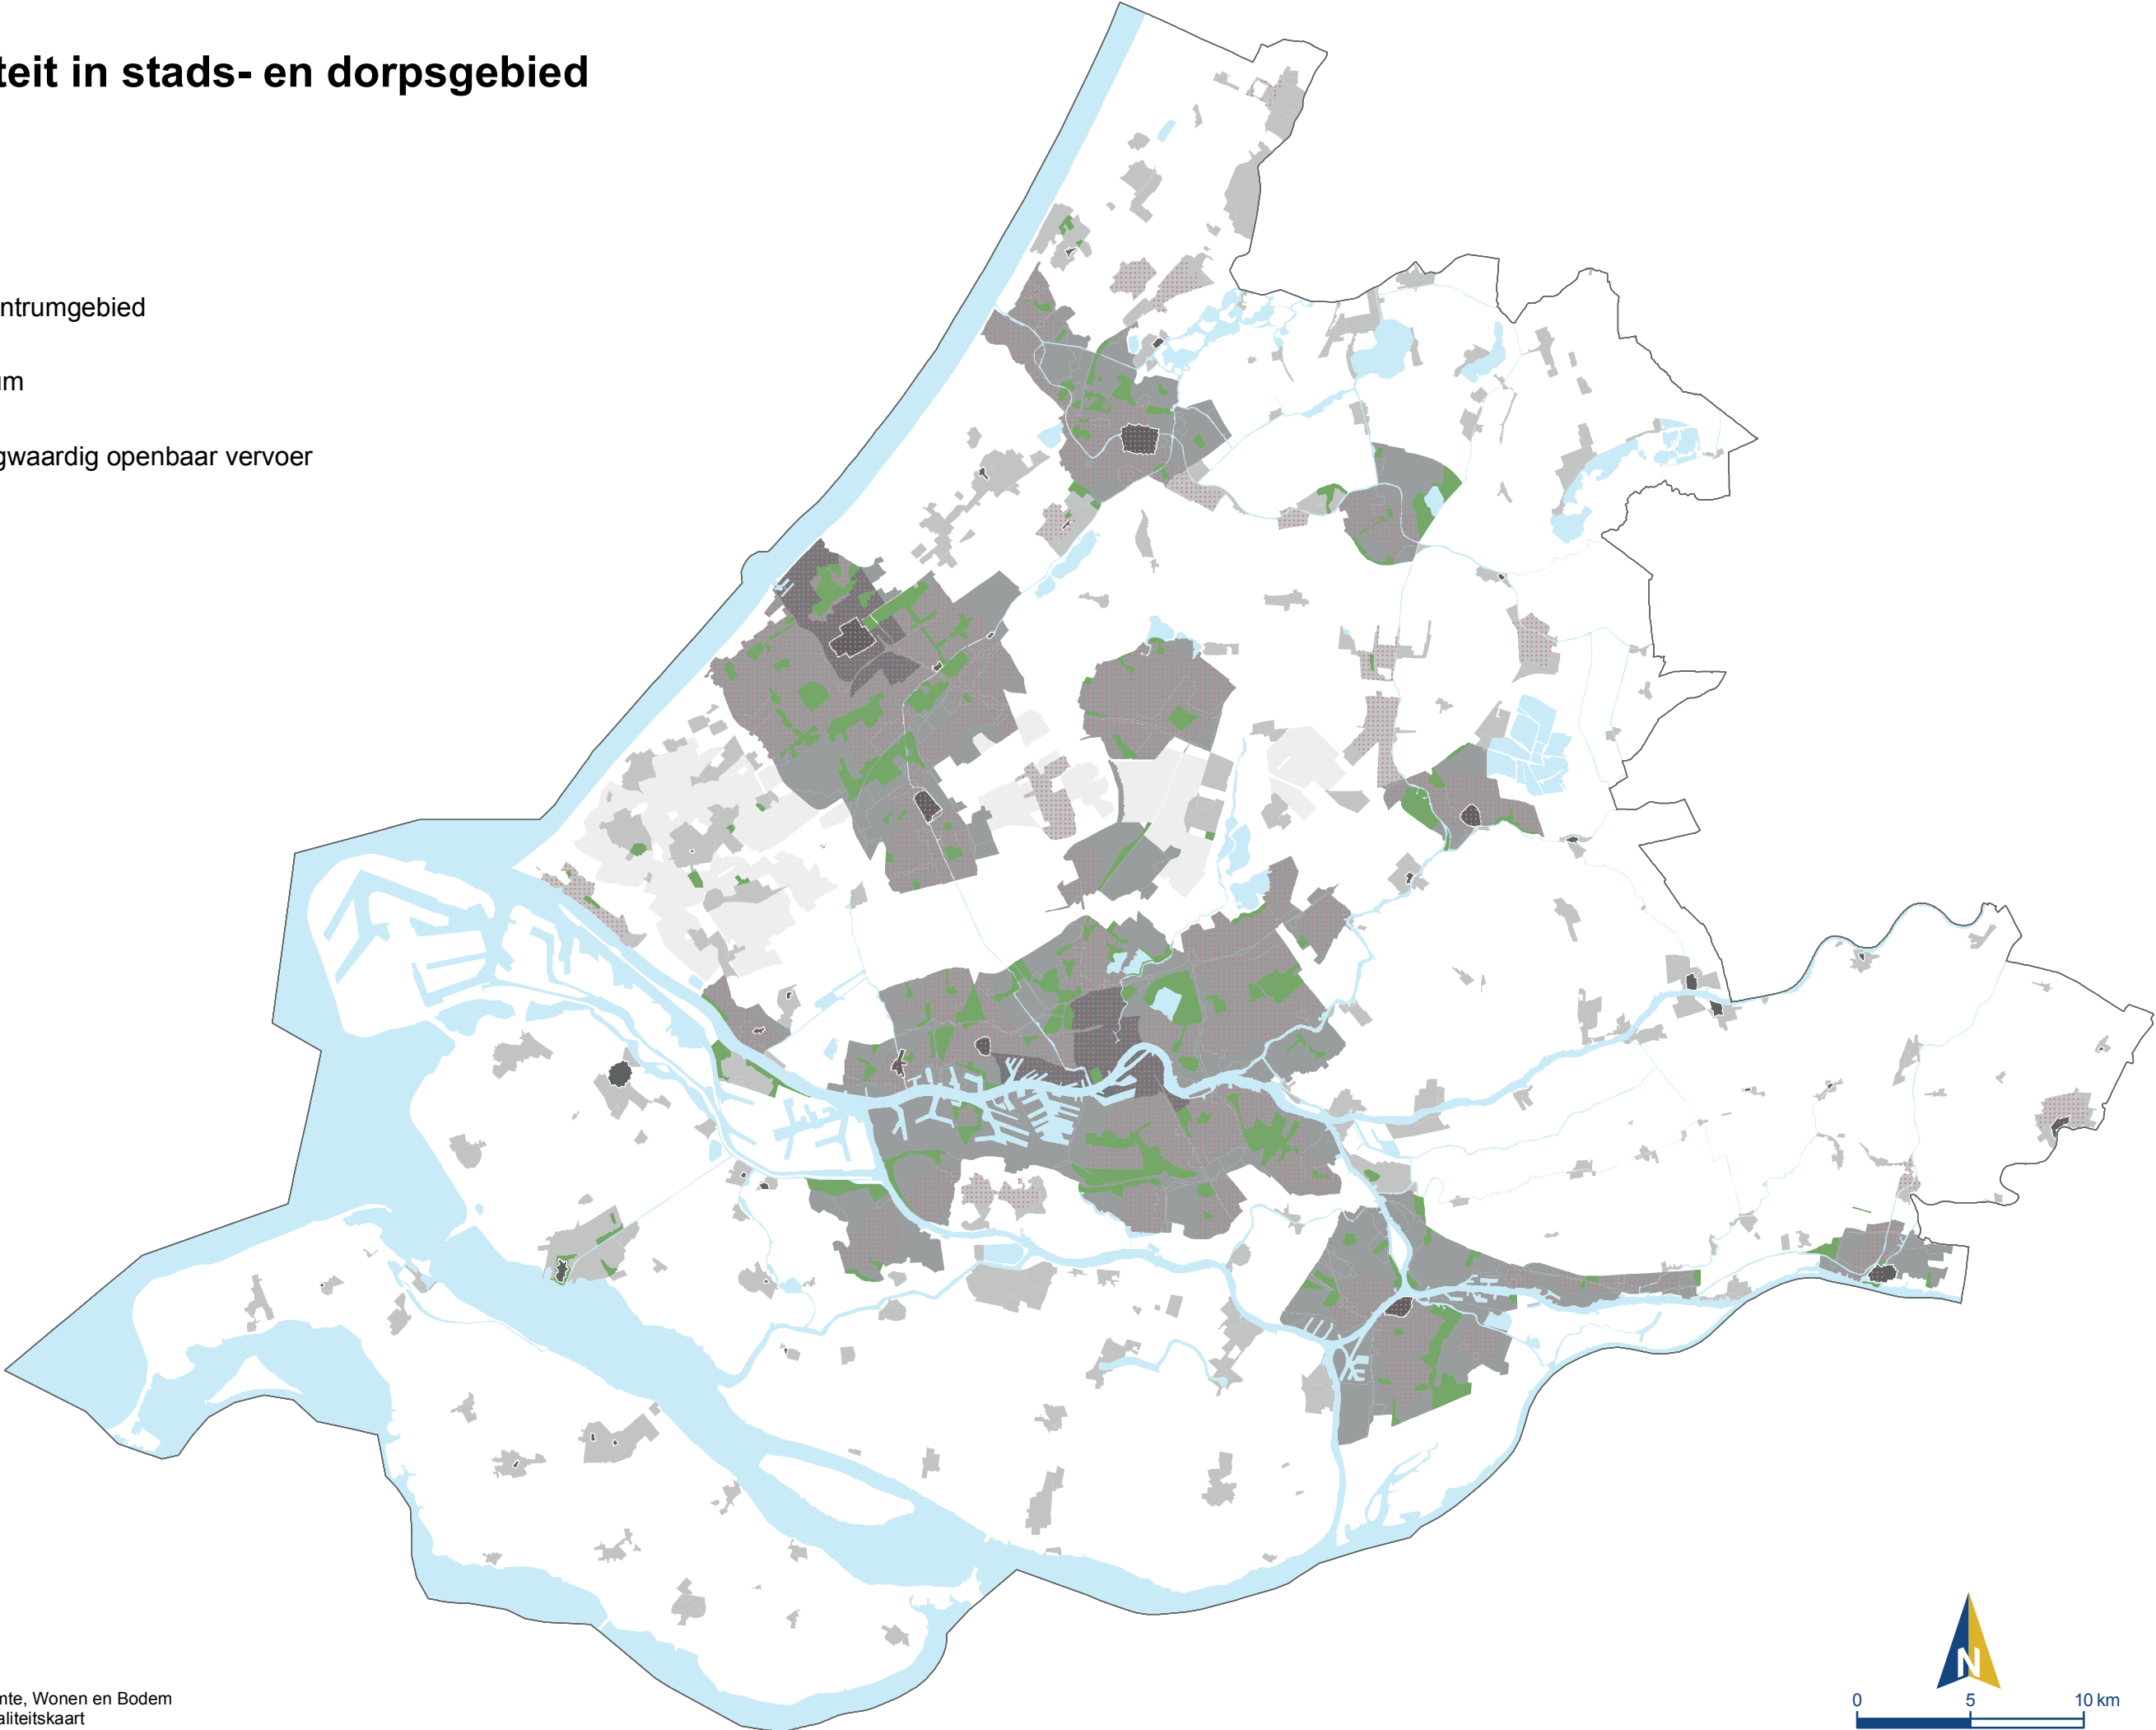 teit in stads- en dorpsgebied
ntrumgebied
um
gwaardig openbaar vervoer
nte, Wonen en Bodem
aliteitskaart
N
0 5 10 km